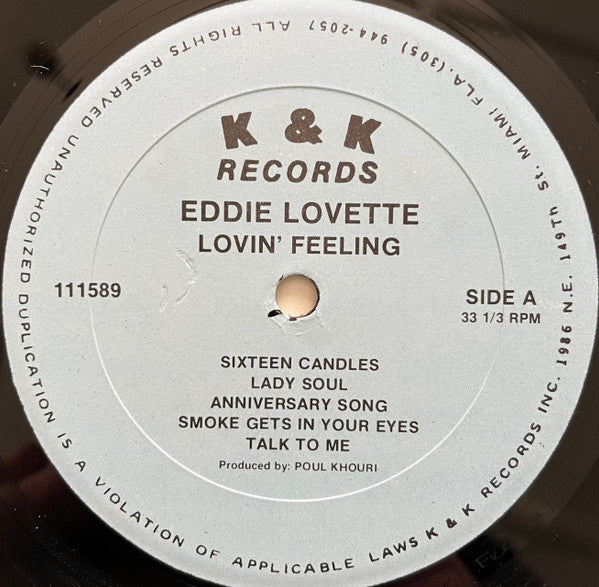 K & K
RECORDS
EDDIE LOVETTE
LOVIN' FEELING
111589
SIDE A
33 1/3 RPM
SIXTEEN CANDLES
LADY SOUL
ANNIVERSARY SONG
SMOKE GETS IN YOUR EYES
TALK TO ME
Produced by: POUL KHOURI
ALL RIGHTS RESERVED UNAUTHORIZED DUPLICATION IS A VIOLATION OF APPLICABLE LAWS K & K RECORDS INC. 1986 N.E. 149TH St. MIAMI FLA. (305) 944-2057